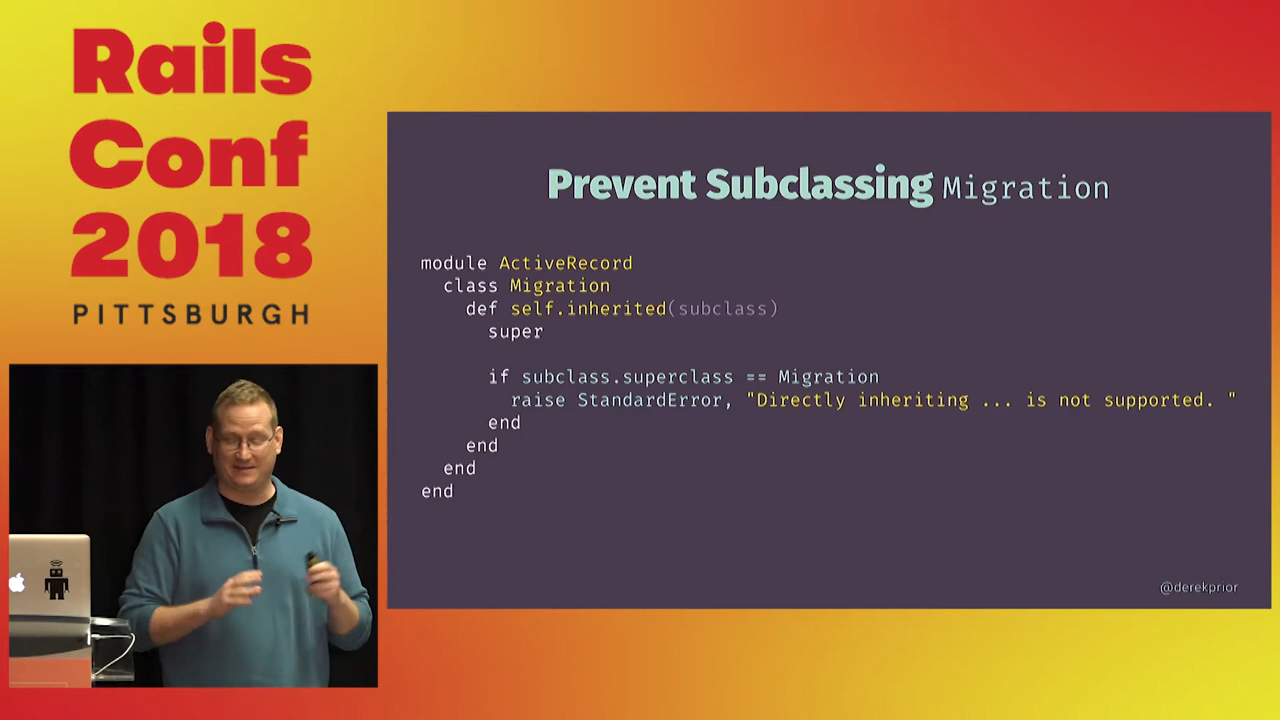 Rails
Conf
2018
PITTSBURGH
Prevent Subclassing Migration
module ActiveRecord
class Migration
def self.inherited(subclass)
super
if subclass.superclass == Migration
raise StandardError, "Directly inheriting ... is not supported. "
end
end
end
end
@derekprior